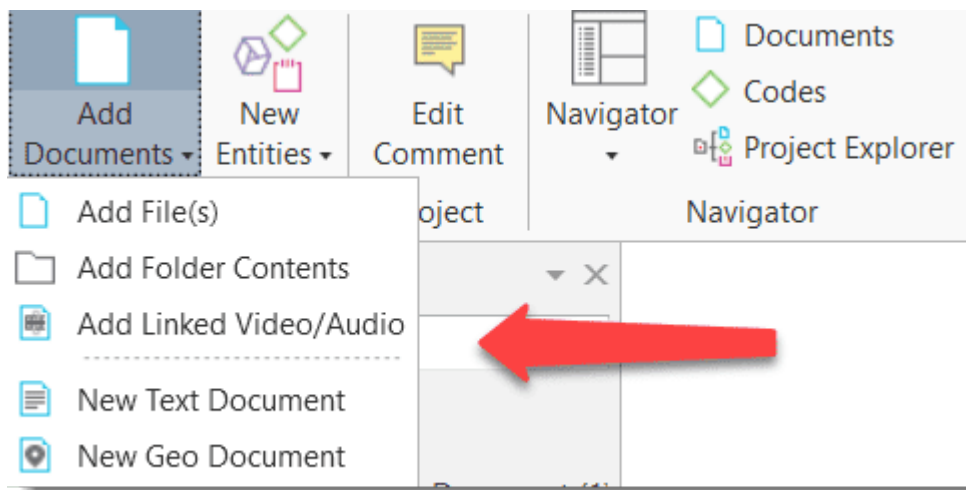 Add
Documents
New
Entities
Edit
Comment
Navigator
Documents
Codes
Project Explorer
oject
Navigator
Add File(s)
Add Folder Contents
Add Linked Video/Audio
New Text Document
New Geo Document